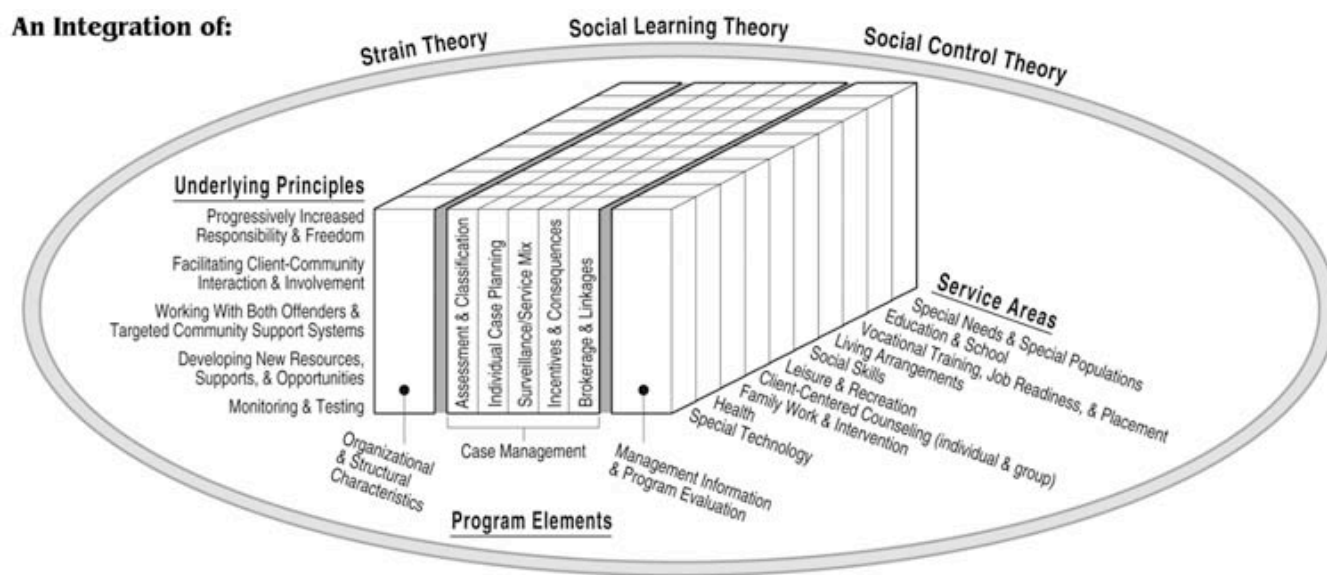 An Integration of:
Strain Theory
Social Learning Theory
Social Control Theory
Underlying Principles
Progressively Increased
Responsibility & Freedom
Facilitating Client-Community
Interaction & Involvement
Working With Both Offenders &
Targeted Community Support Systems
Developing New Resources,
Supports, & Opportunities
Monitoring & Testing
Assessment & Classification
Individual Case Planning
Surveillance/Service Mix
Incentives & Consequences
Brokerage & Linkages
Organizational
& Structural
Characteristics
Case Management
Management Information
& Program Evaluation
Program Elements
Service Areas
Special Needs & Special Populations
Education & School
Vocational Training, Job Readiness, & Placement
Living Arrangements
Social Skills
Leisure & Recreation
Client-Centered Counseling (individual & group)
Family Work & Intervention
Health
Special Technology